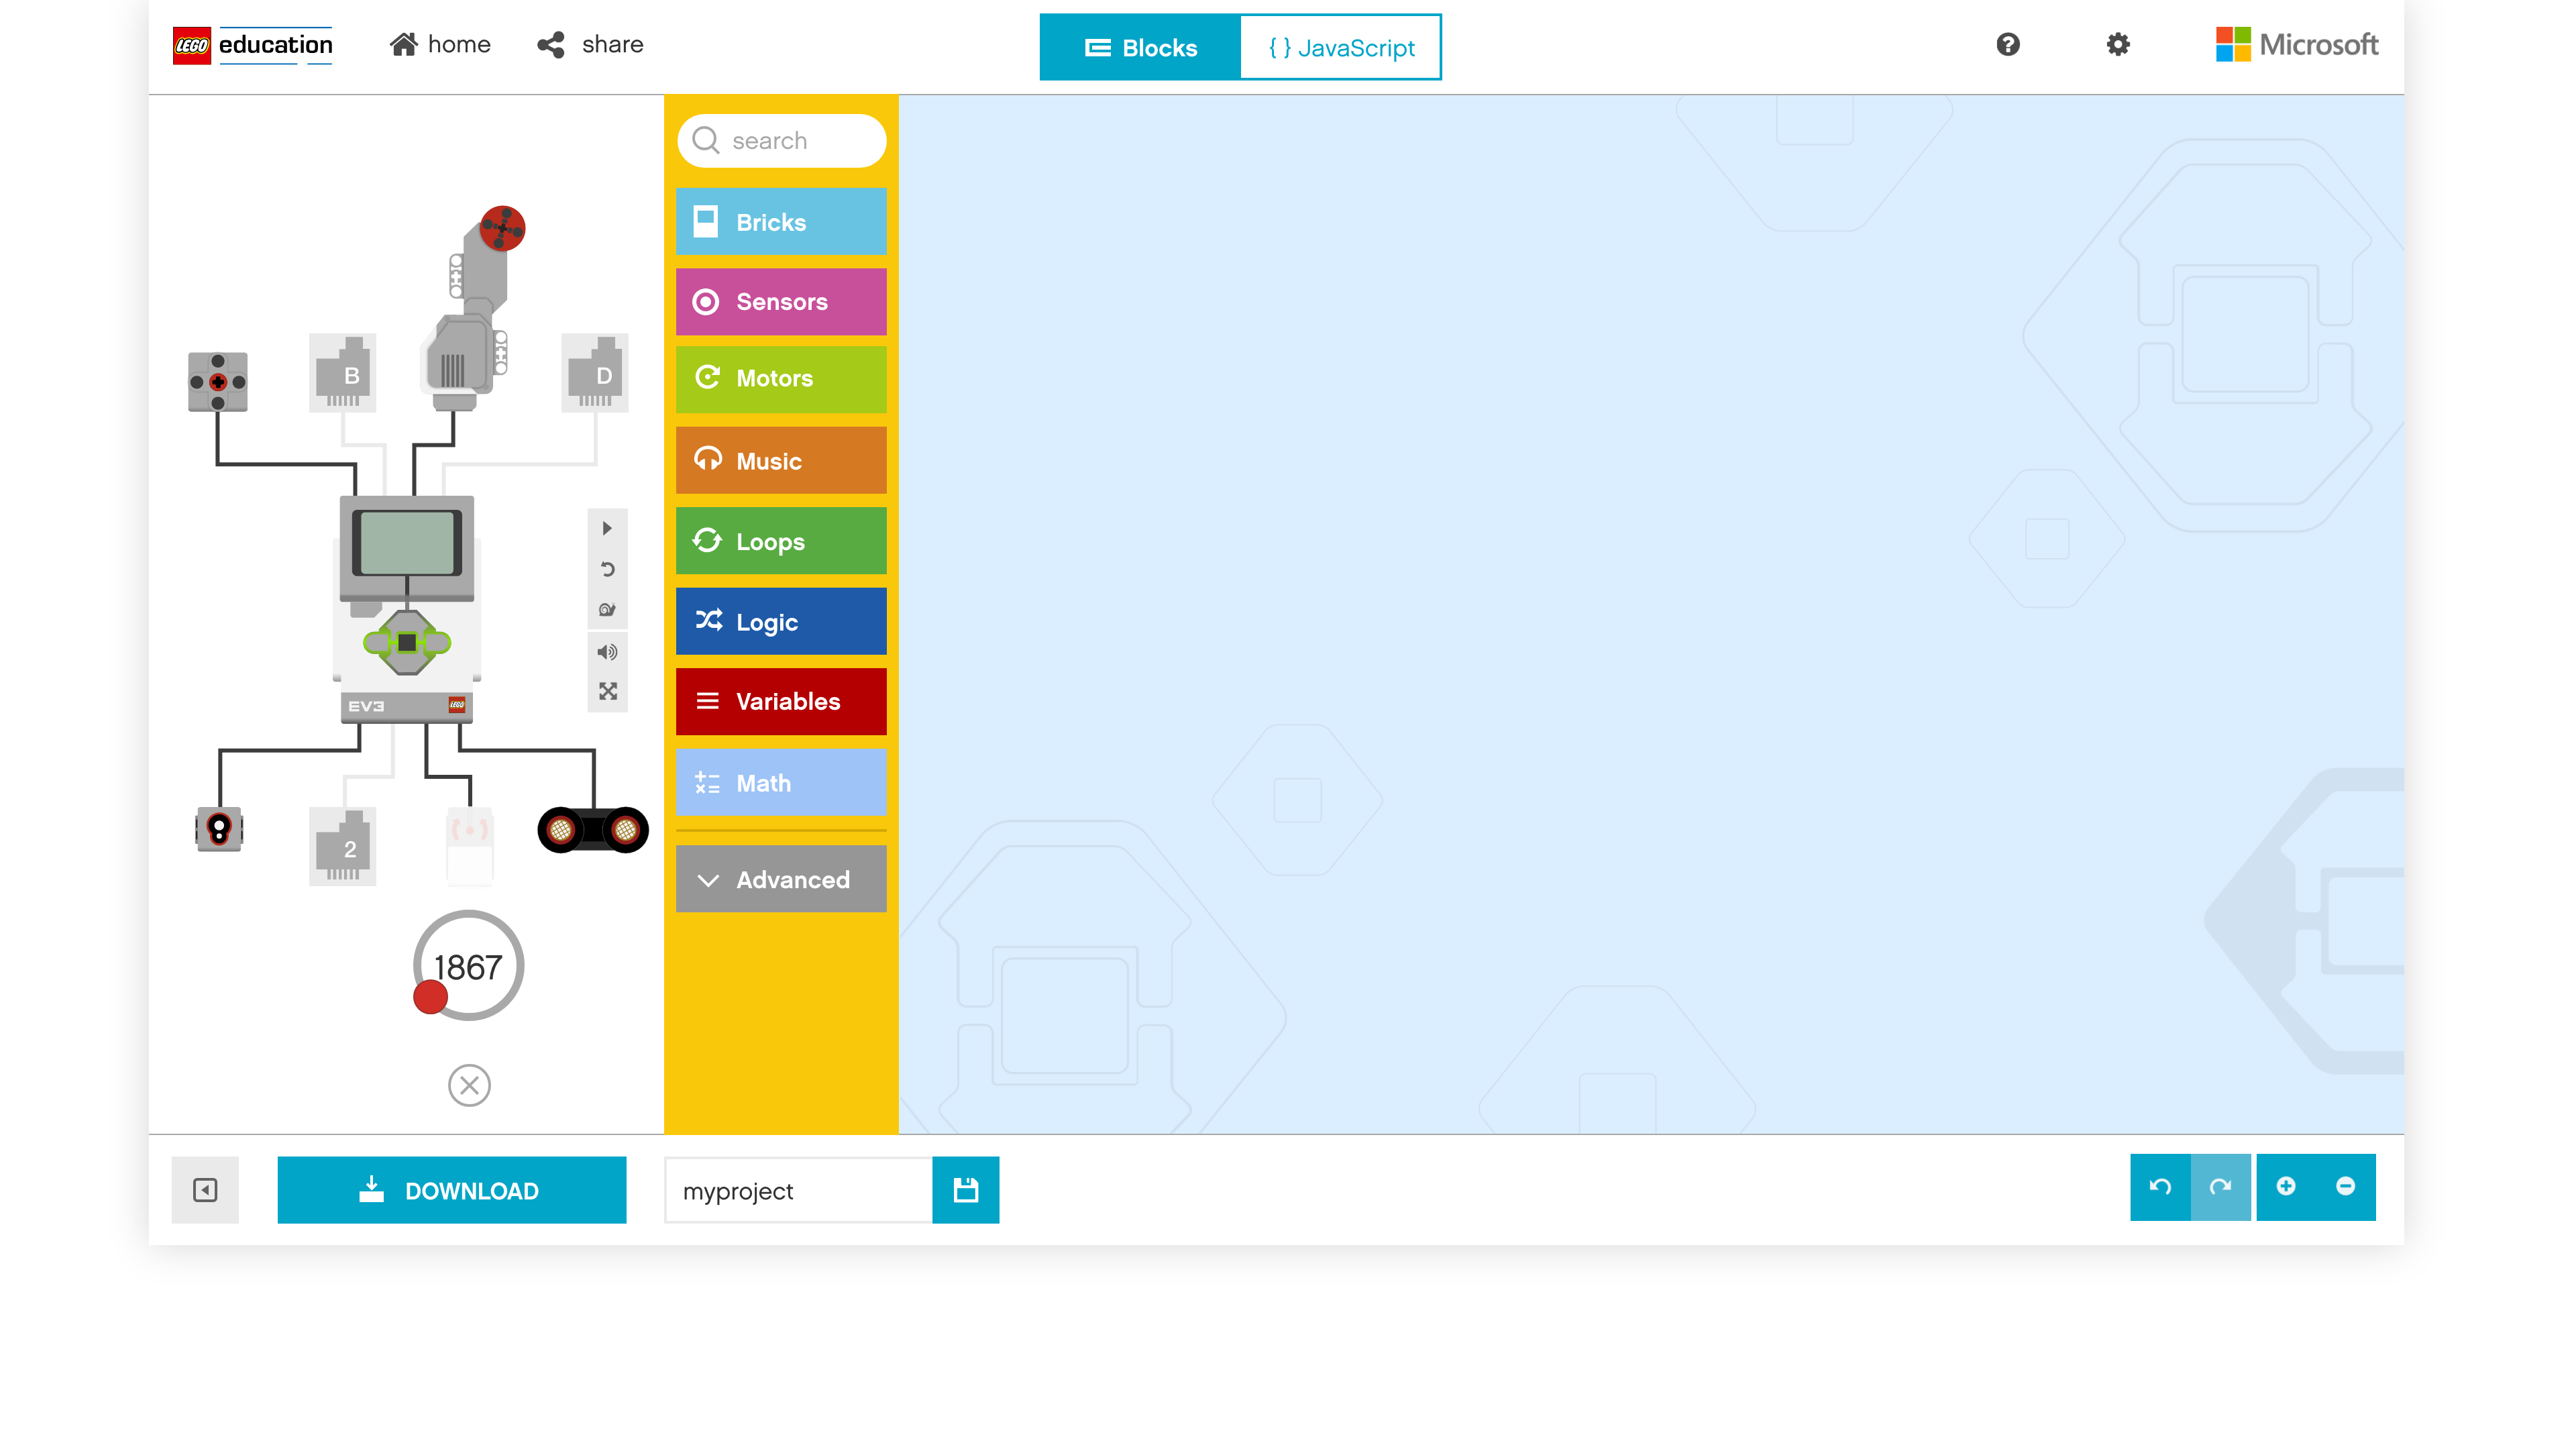 LEGO education
home
share
Blocks
{ } JavaScript
Microsoft
search
Bricks
Sensors
Motors
Music
Loops
Logic
Variables
Math
Advanced
B
D
EV3
LEGO
2
1867
DOWNLOAD
myproject